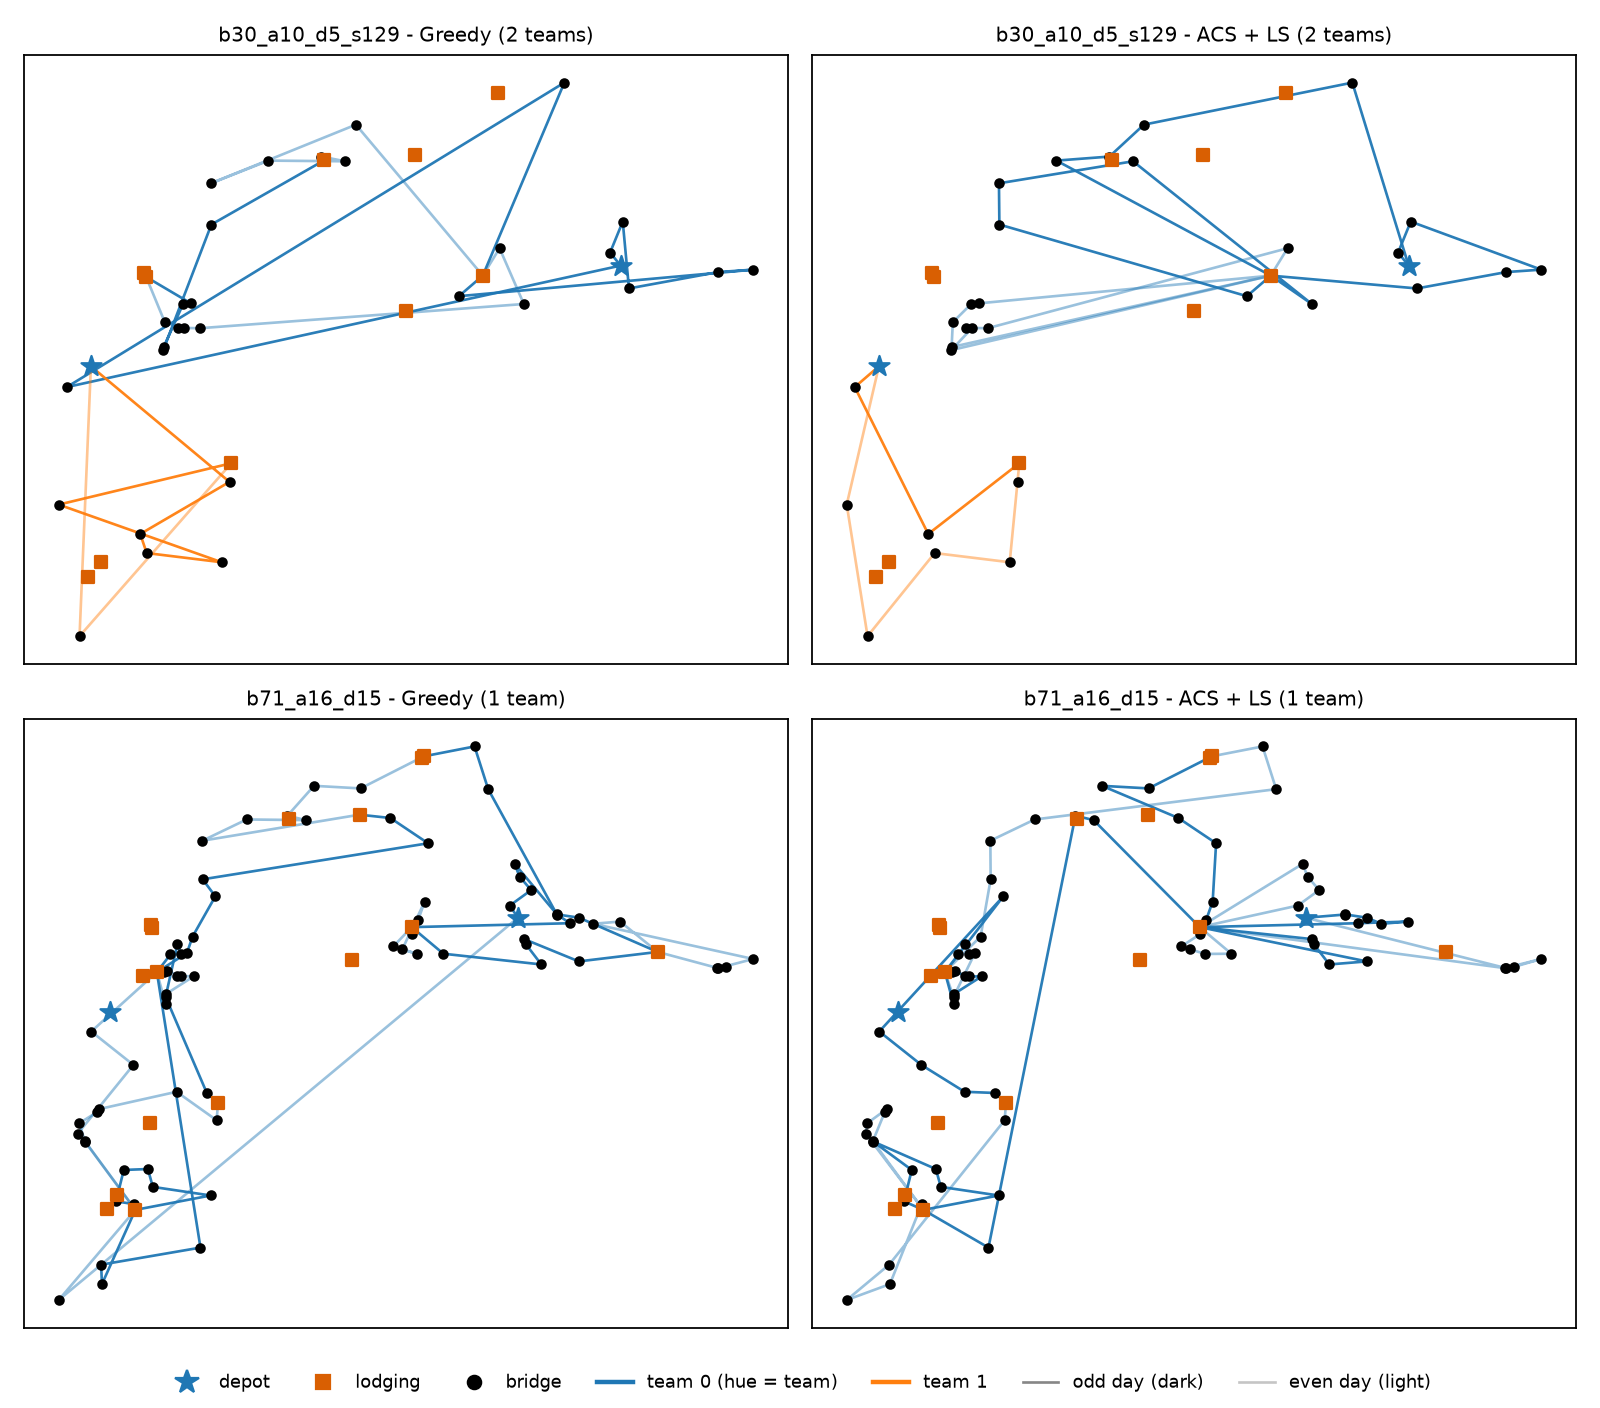 b30_a10_d5_s129 - Greedy (2 teams)
b30_a10_d5_s129 - ACS + LS (2 teams)
b71_a16_d15 - Greedy (1 team)
b71_a16_d15 - ACS + LS (1 team)
depot
lodging
bridge
team 0 (hue = team)
team 1
odd day (dark)
even day (light)